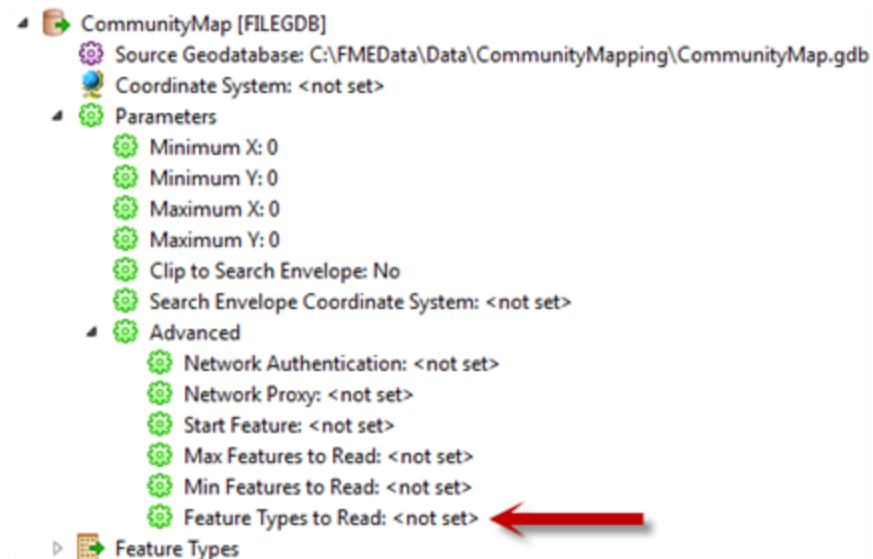 CommunityMap [FILEGDB]
Source Geodatabase: C:\FMEData\Data\CommunityMapping\CommunityMap.gdb
Coordinate System: <not set>
Parameters
Minimum X: 0
Minimum Y: 0
Maximum X: 0
Maximum Y: 0
Clip to Search Envelope: No
Search Envelope Coordinate System: <not set>
Advanced
Network Authentication: <not set>
Network Proxy: <not set>
Start Feature: <not set>
Max Features to Read: <not set>
Min Features to Read: <not set>
Feature Types to Read: <not set>
Feature Types